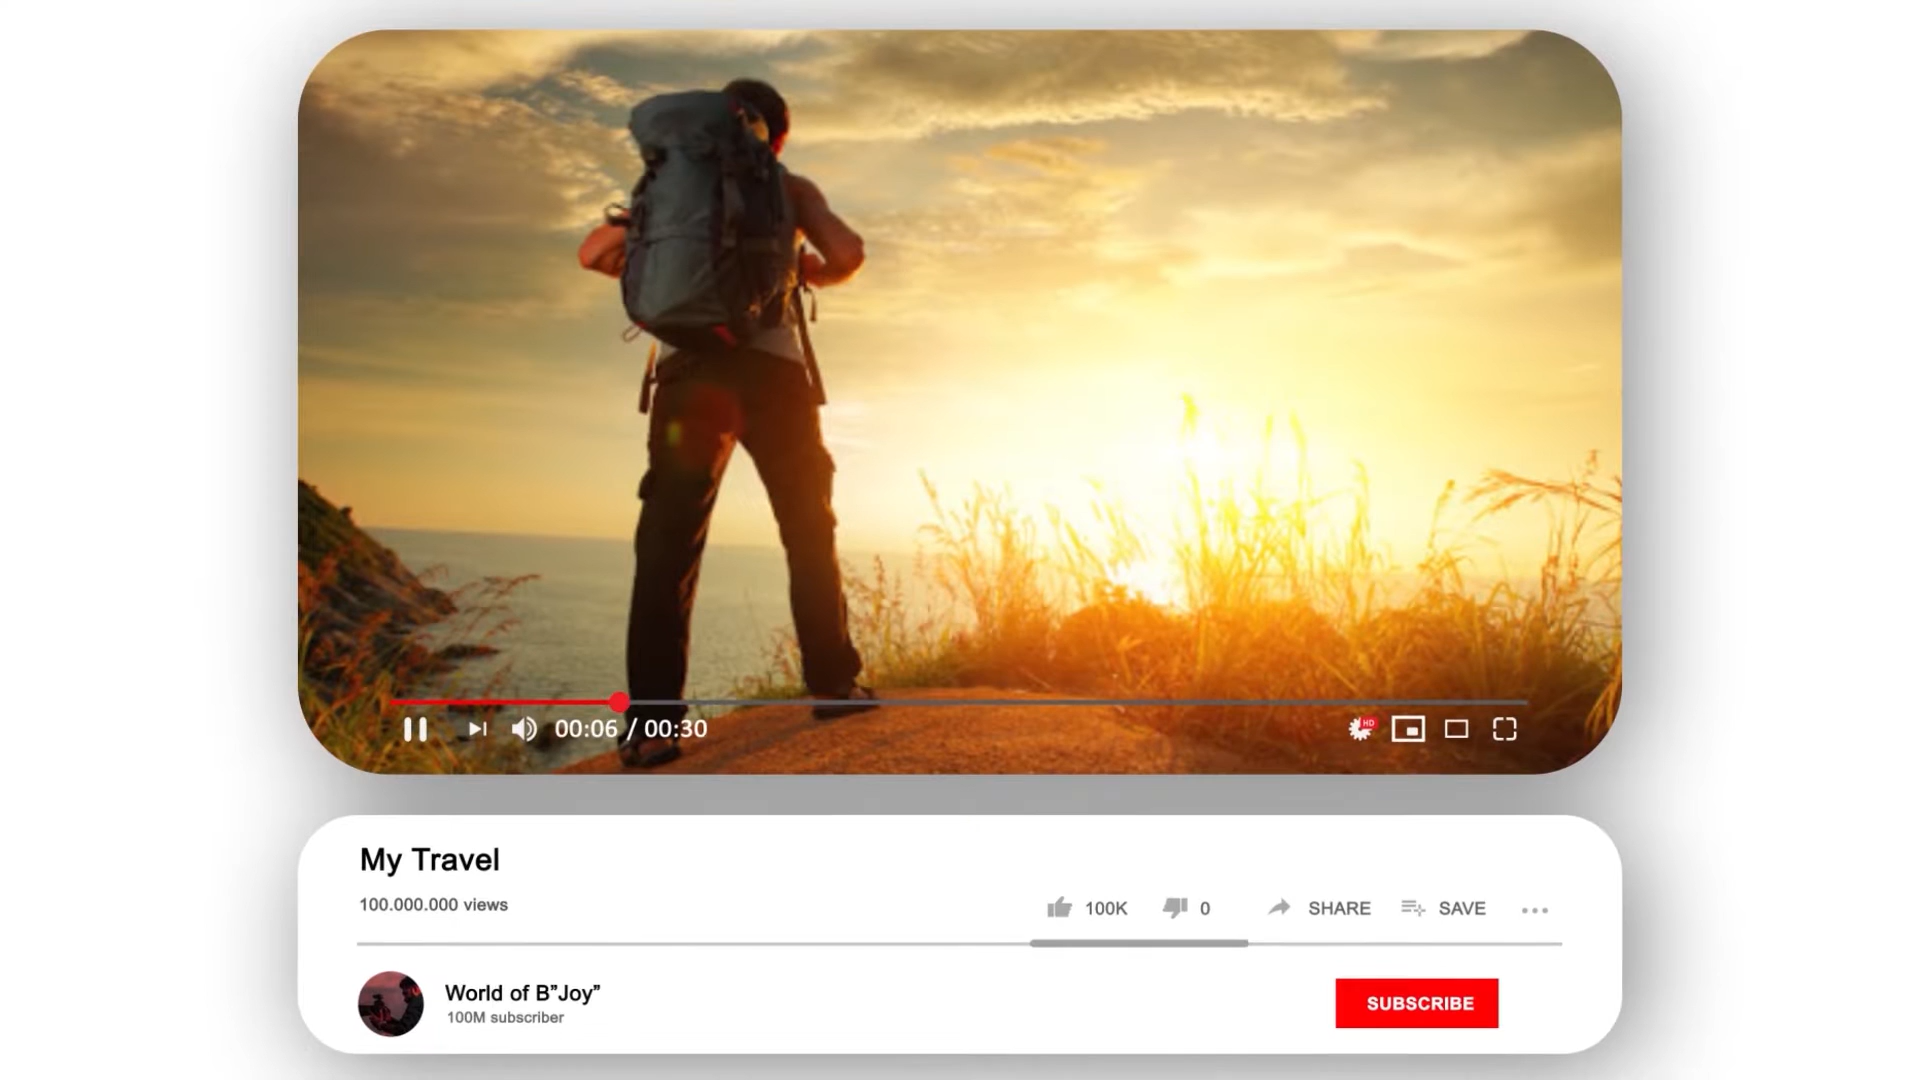 00:06 / 00:30
HD
My Travel
100.000.000 views
100K
0
SHARE
SAVE
World of B”Joy”
100M subscriber
SUBSCRIBE